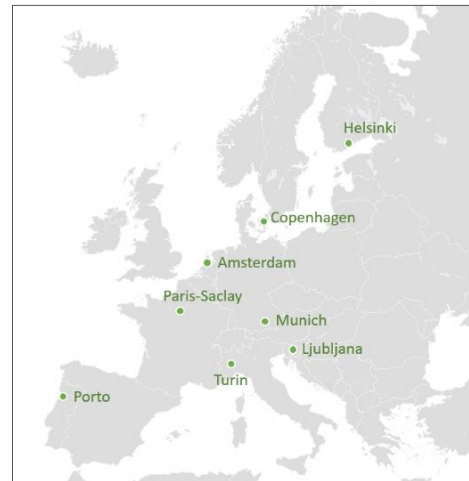 Helsinki
Copenhagen
Amsterdam
Paris-Saclay
Munich
Ljubljana
Turin
Porto